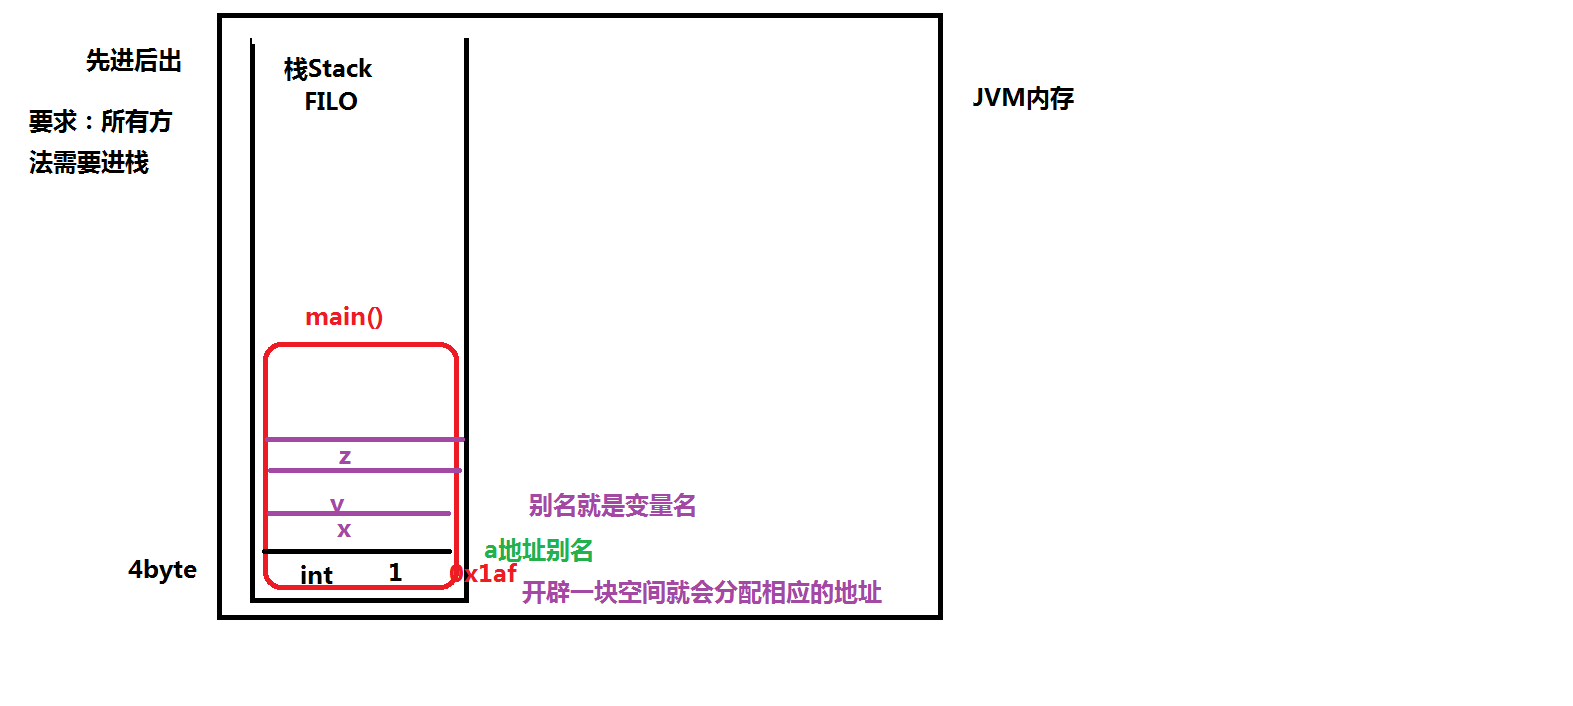 先进后出
要求：所有方
法需要进栈
栈Stack
FILO
JVM内存
main()
z
y
x
别名就是变量名
a地址别名
4byte
int
1
0x1af
开辟一块空间就会分配相应的地址